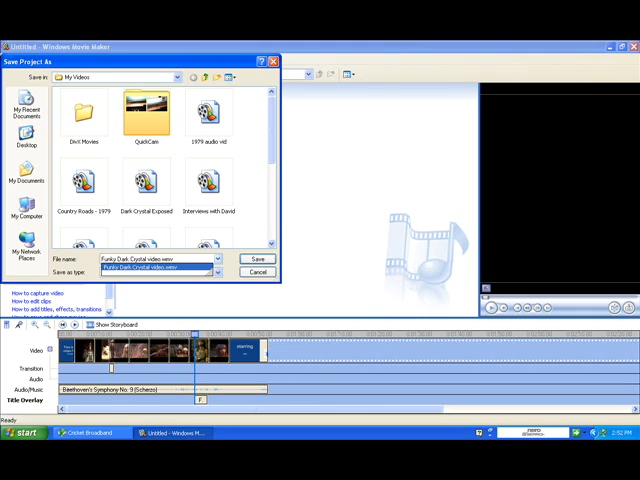 Untitled - Windows Movie Maker
Save Project As
Save in:
My Videos
My Recent
Documents
Desktop
My Documents
My Computer
My Network
Places
DivX Movies
QuickCam
1979 audio vid
Country Roads - 1979
Dark Crystal Exposed
Interviews with David
File name:
Funky Dark Crystal video.wmv
Save
Funky Dark Crystal video.wmv
Save as type:
Cancel
How to capture video
How to edit clips
How to add titles, effects, transitions
Show Storyboard
Video
starring
Transition
Audio
Audio/Music
Beethoven's Symphony No. 9 (Scherzo)
Title Overlay
F
Ready
start
Cricket Broadband
Untitled - Windows M...
2:52 PM